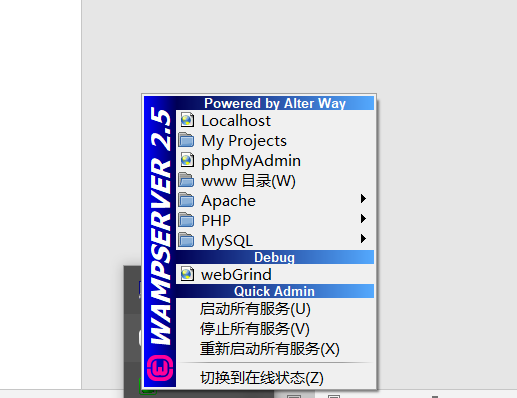 WAMPSERVER 2.5
Powered by Alter Way
Localhost
My Projects
phpMyAdmin
www 目录(W)
Apache
PHP
MySQL
Debug
webGrind
Quick Admin
启动所有服务(U)
停止所有服务(V)
重新启动所有服务(X)
切换到在线状态(Z)